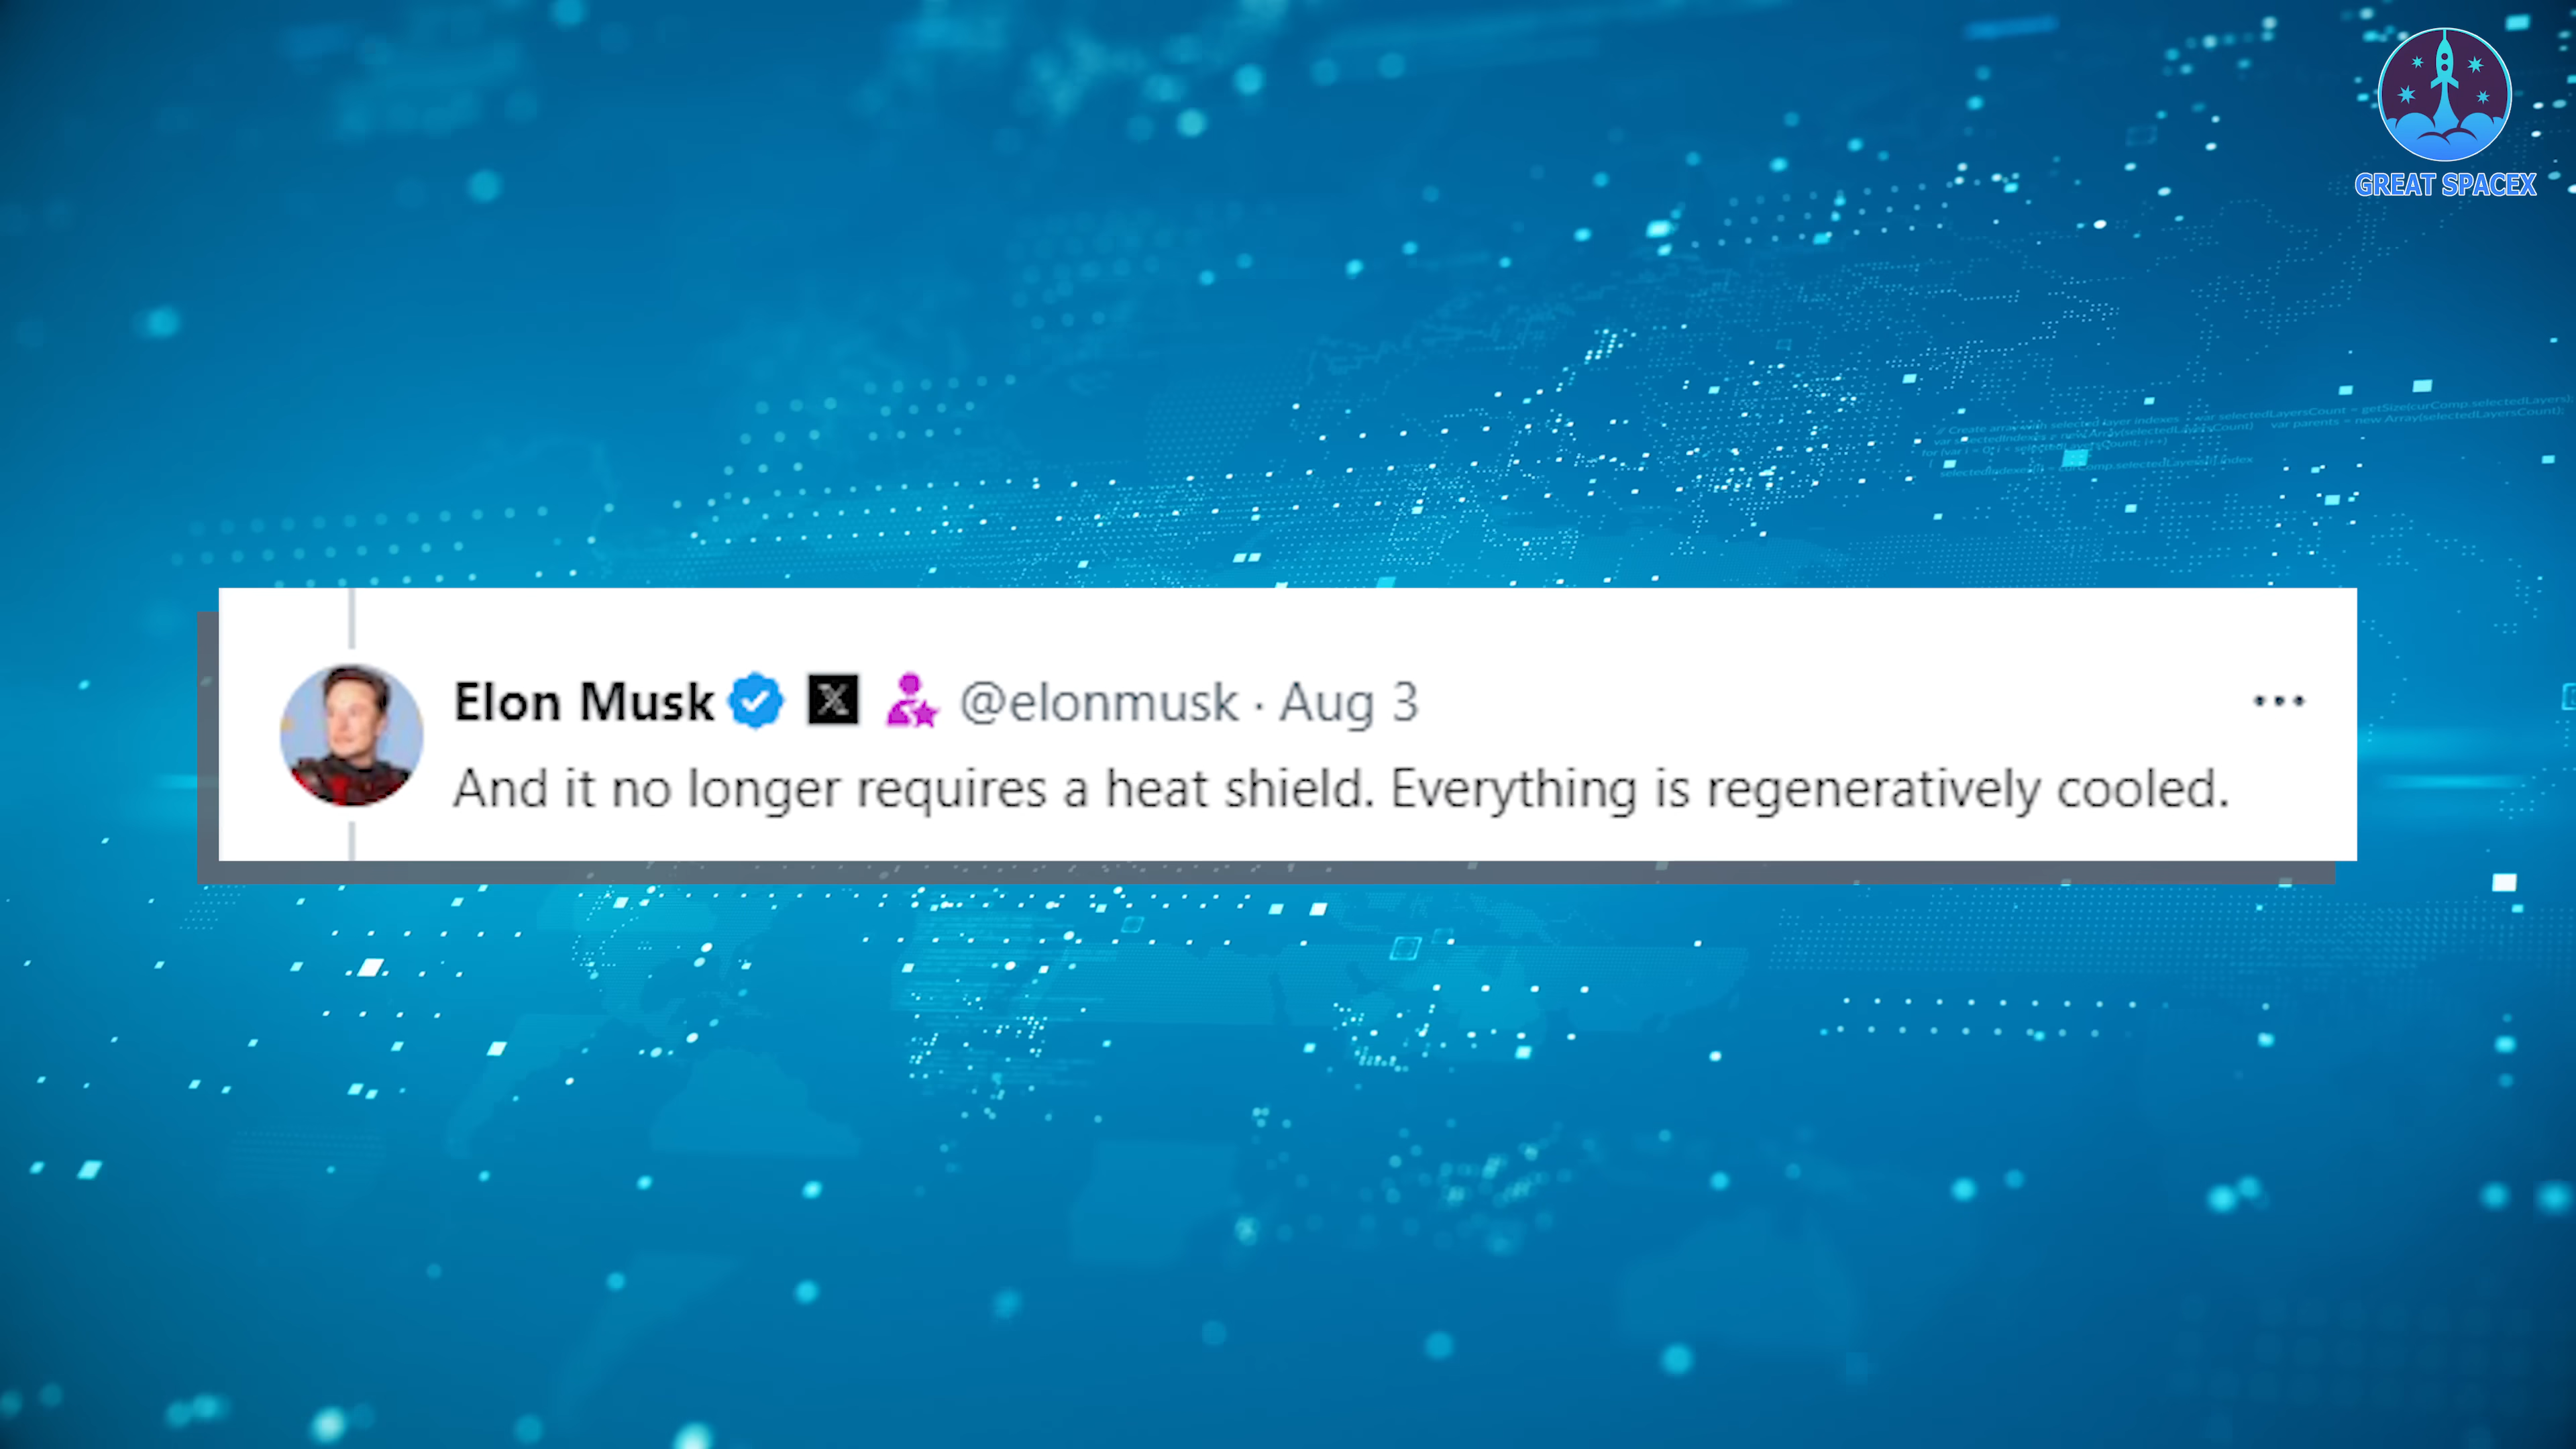 GREAT SPACEX
Elon Musk @elonmusk · Aug 3
And it no longer requires a heat shield. Everything is regeneratively cooled.